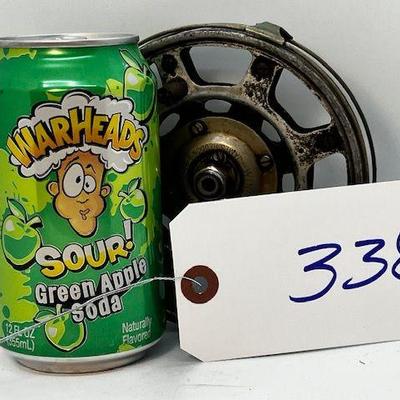 WARHEADS
SOUR!
Green Apple
Soda
12 FL OZ
(355mL)
Naturally
Flavored
338